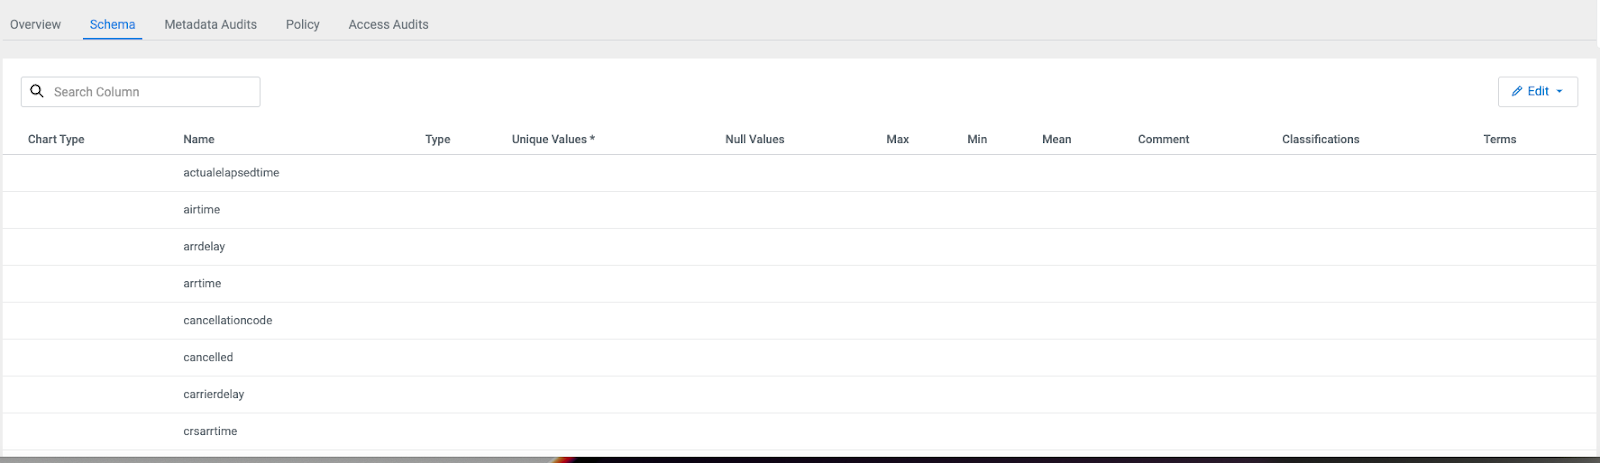 Overview Schema Metadata Audits Policy Access Audits
Search Column Edit
Chart Type Name Type Unique Values * Null Values Max Min Mean Comment Classifications Terms
actualelapsedtime
airtime
arrdelay
arrtime
cancellationcode
cancelled
carrierdelay
crsarrtime